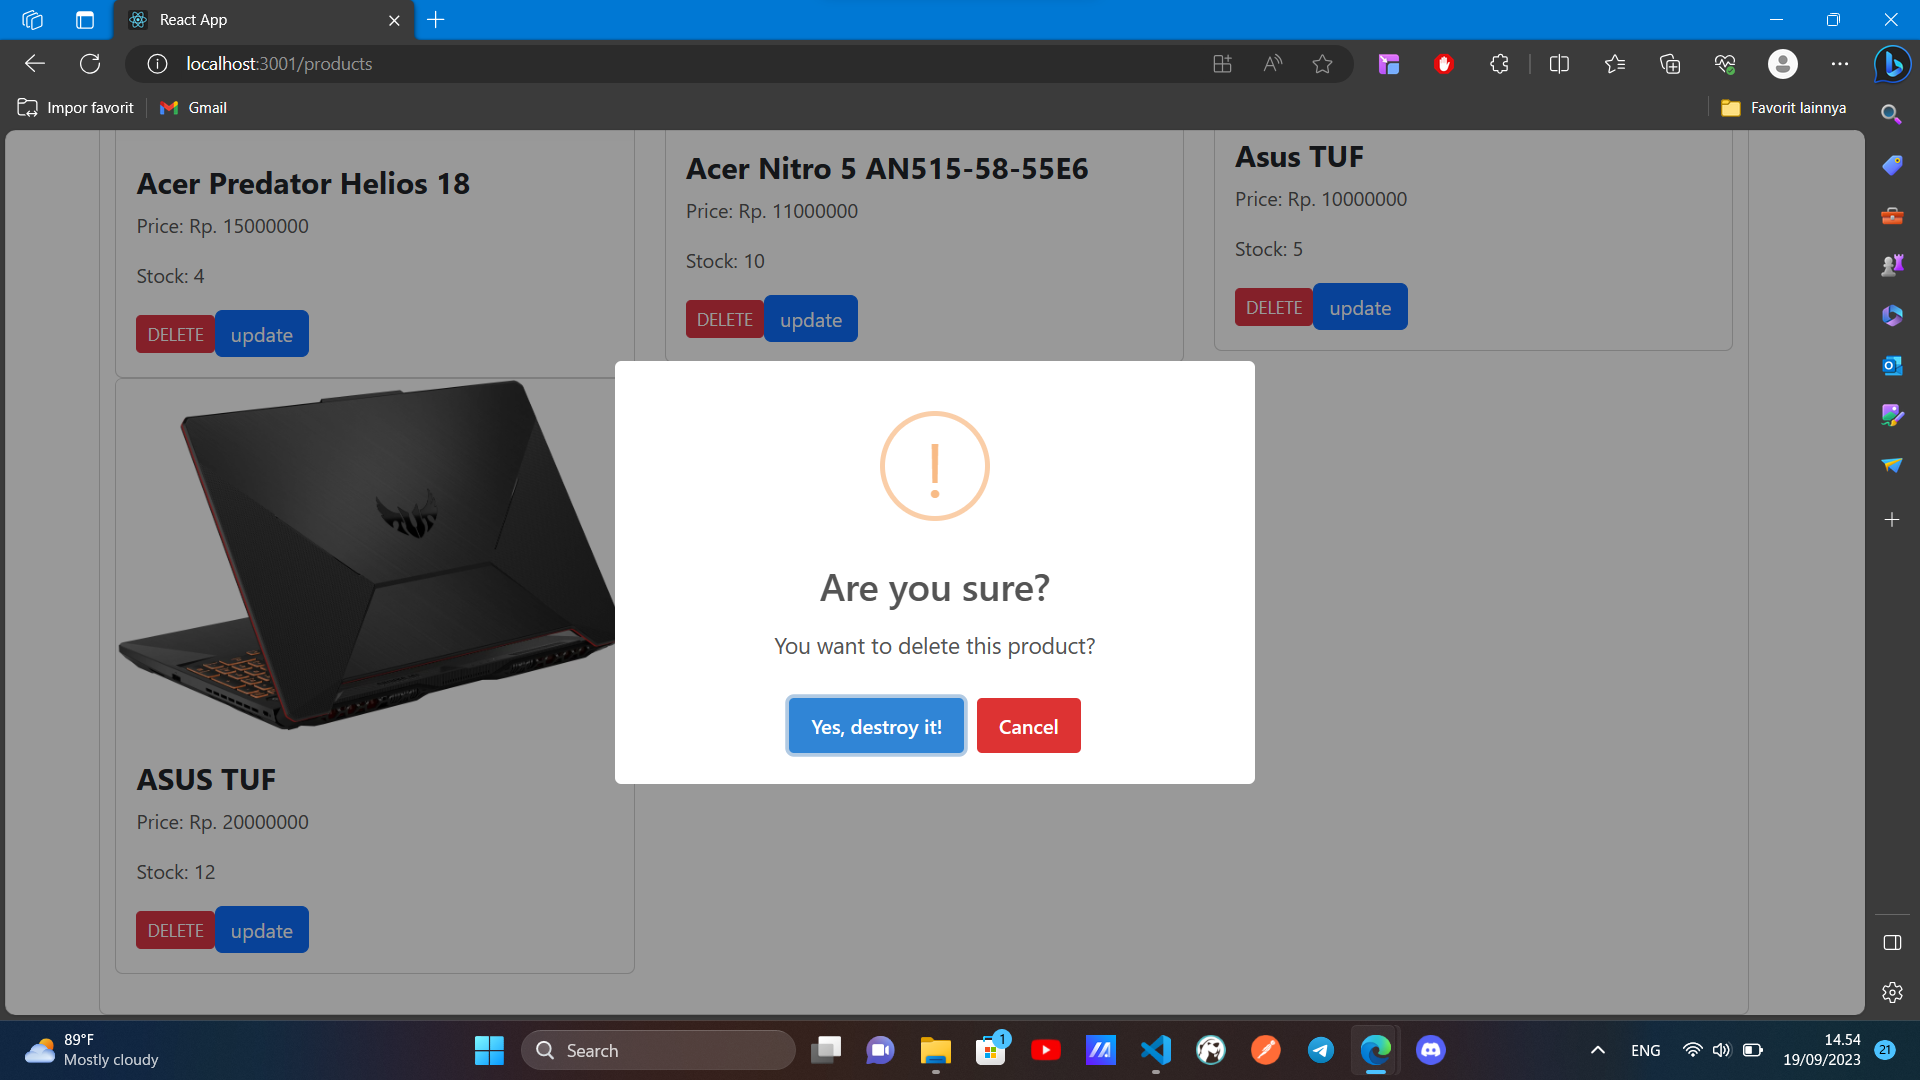 React App
localhost:3001/products
Impor favorit
Gmail
Favorit lainnya
Acer Predator Helios 18
Price: Rp. 15000000
Stock: 4
DELETE
update
Acer Nitro 5 AN515-58-55E6
Price: Rp. 11000000
Stock: 10
DELETE
update
Asus TUF
Price: Rp. 10000000
Stock: 5
DELETE
update
!
Are you sure?
You want to delete this product?
Yes, destroy it!
Cancel
ASUS TUF
Price: Rp. 20000000
Stock: 12
DELETE
update
89°F
Mostly cloudy
Search
1
ENG
14.54
19/09/2023
21